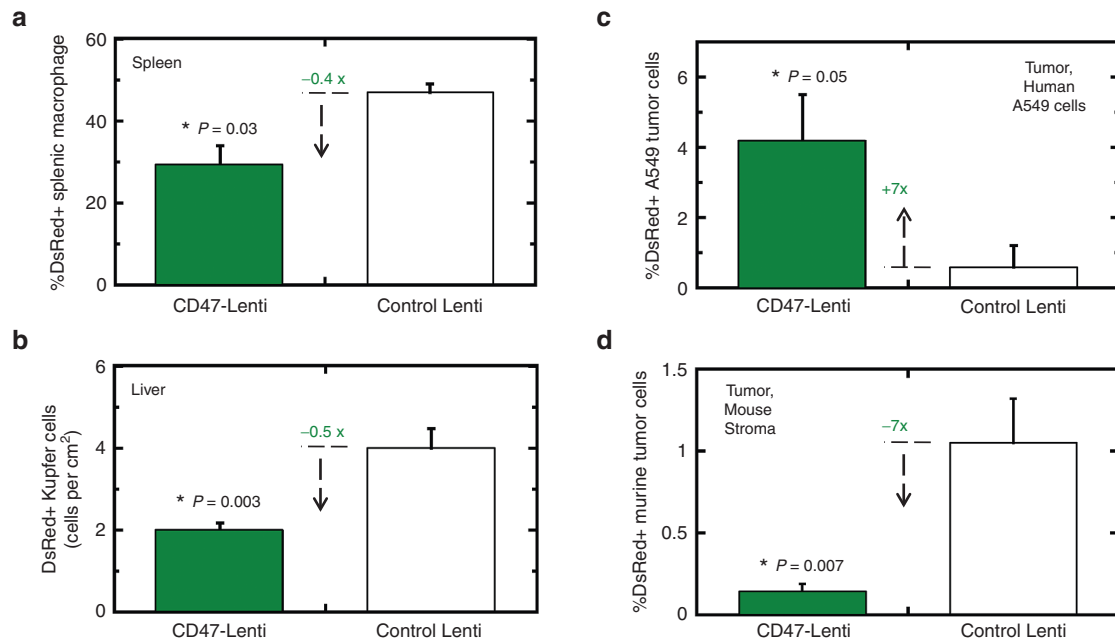 a
%DsRed+ splenic macrophage
60
40
20
0
Spleen
–0.4 x
* P = 0.03
CD47-Lenti
Control Lenti
b
DsRed+ Kupfer cells
(cells per cm2)
6
4
2
0
Liver
–0.5 x
* P = 0.003
CD47-Lenti
Control Lenti
c
%DsRed+ A549 tumor cells
6
4
2
0
* P = 0.05
Tumor,
Human
A549 cells
+7x
CD47-Lenti
Control Lenti
d
%DsRed+ murine tumor cells
1.5
1
0.5
0
Tumor,
Mouse
Stroma
–7x
* P = 0.007
CD47-Lenti
Control Lenti